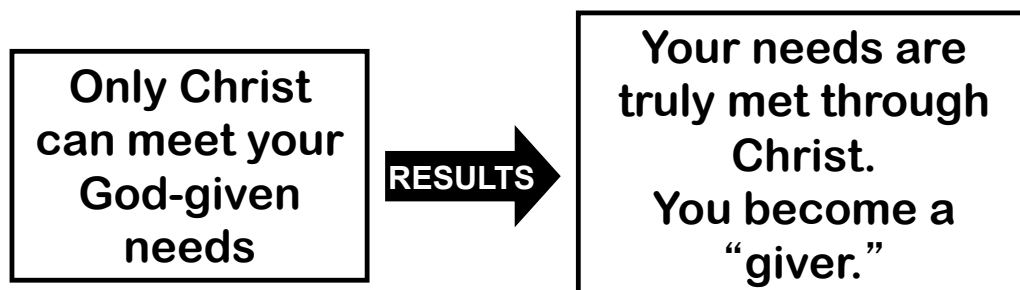 Only Christ
can meet your
God-given
needs
RESULTS
Your needs are
truly met through
Christ.
You become a
“giver.”